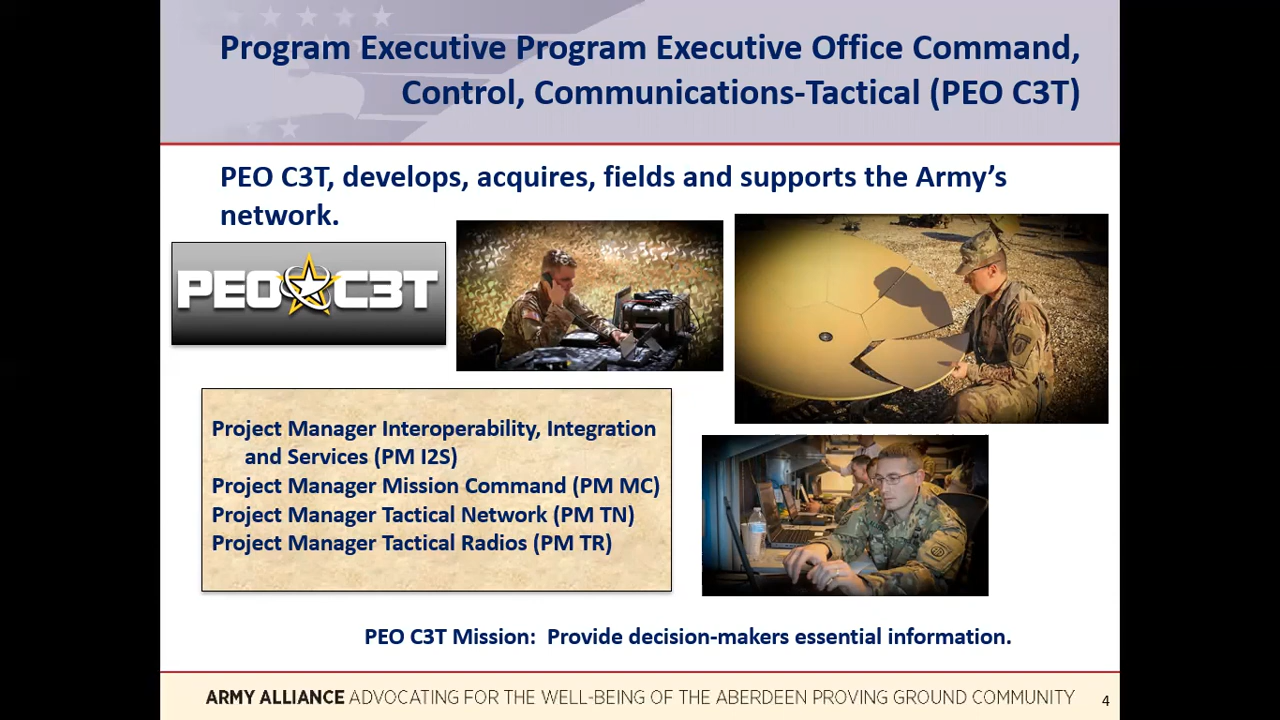 Program Executive Program Executive Office Command,
Control, Communications-Tactical (PEO C3T)
PEO C3T, develops, acquires, fields and supports the Army’s
network.
PEO C3T
Project Manager Interoperability, Integration
and Services (PM I2S)
Project Manager Mission Command (PM MC)
Project Manager Tactical Network (PM TN)
Project Manager Tactical Radios (PM TR)
PEO C3T Mission:  Provide decision-makers essential information.
ARMY ALLIANCE ADVOCATING FOR THE WELL-BEING OF THE ABERDEEN PROVING GROUND COMMUNITY 4